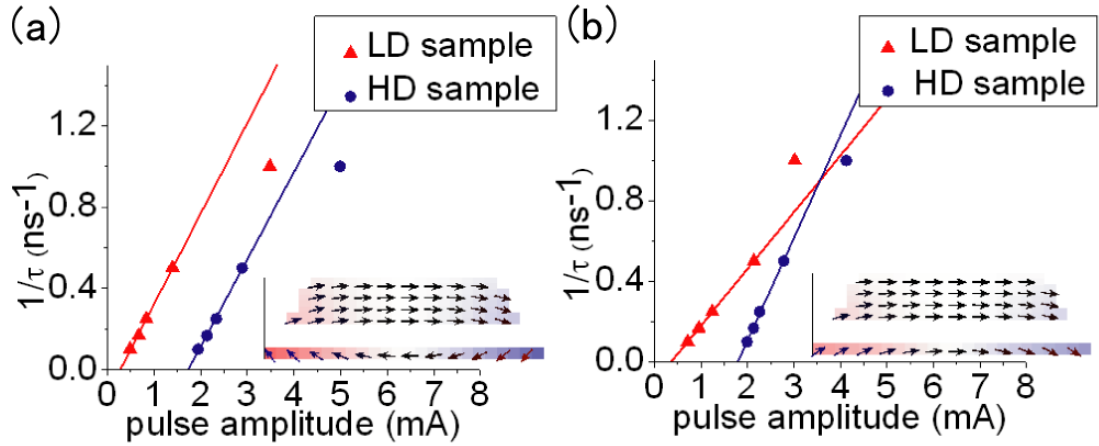 (a)
LD sample
HD sample
1.2
0.8
0.4
0.0
1/τ (ns⁻¹)
0 1 2 3 4 5 6 7 8
pulse amplitude (mA)
(b)
LD sample
HD sample
1.2
0.8
0.4
0.0
1/τ (ns⁻¹)
0 1 2 3 4 5 6 7 8
pulse amplitude (mA)